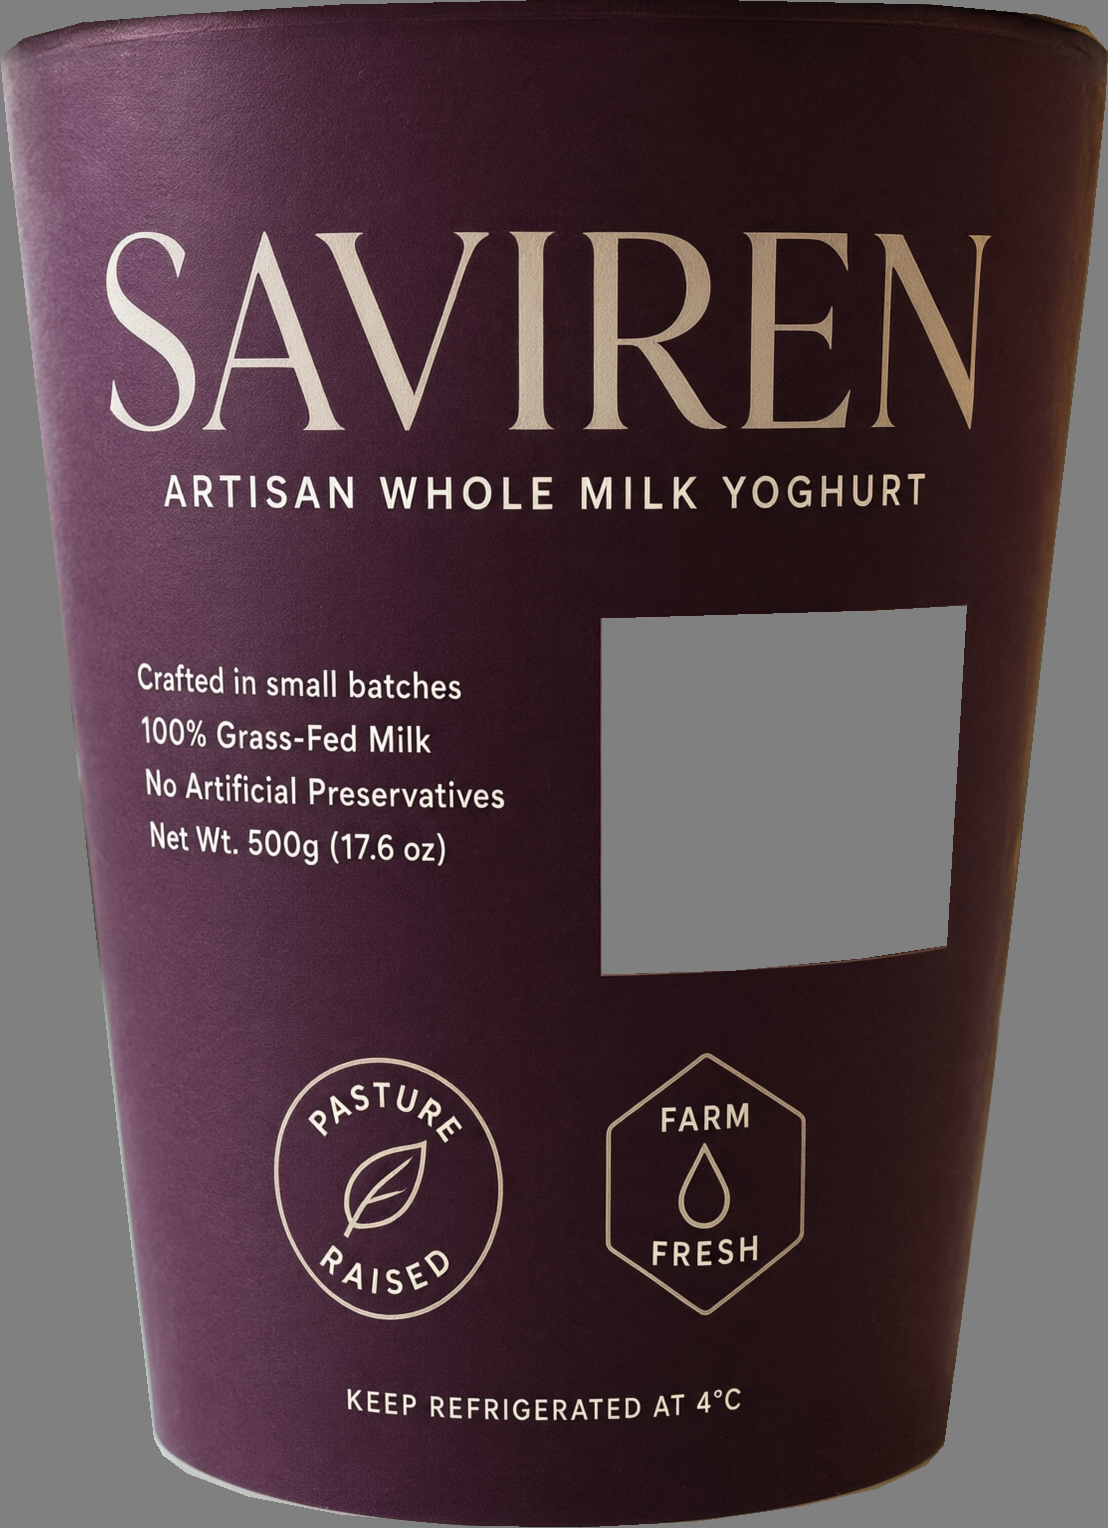 SAVIREN
ARTISAN WHOLE MILK YOGHURT
Crafted in small batches
100% Grass-Fed Milk
No Artificial Preservatives
Net Wt. 500g (17.6 oz)
PASTURE
RAISED
FARM
FRESH
KEEP REFRIGERATED AT 4°C